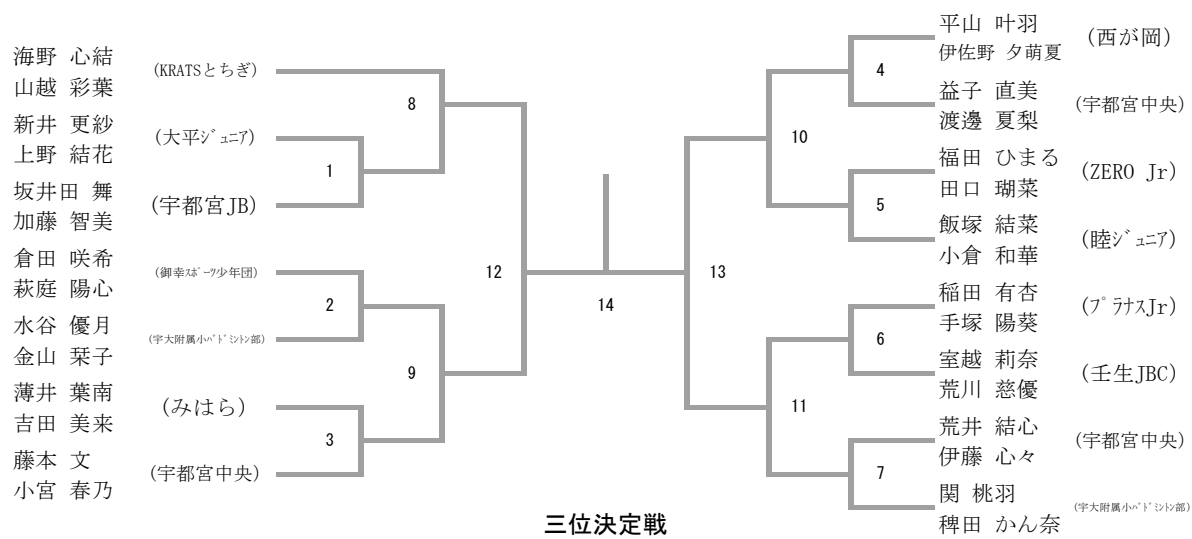 海野 心結
山越 彩葉
(KRATSとちぎ)
新井 更紗
上野 結花
(大平ｼﾞｭﾆｱ)
坂井田 舞
加藤 智美
(宇都宮JB)
倉田 咲希
萩庭 陽心
(御幸ｽﾎﾟｰﾂ少年団)
水谷 優月
金山 栞子
(宇大附属小ﾊﾞﾄﾞﾐﾝﾄﾝ部)
薄井 葉南
吉田 美来
(みはら)
藤本 文
小宮 春乃
(宇都宮中央)
8
1
2
9
3
12
14
13
10
11
4
5
6
7
平山 叶羽
伊佐野 夕萌夏
(西が岡)
益子 直美
渡邊 夏梨
(宇都宮中央)
福田 ひまる
田口 瑚菜
(ZERO Jr)
飯塚 結菜
小倉 和華
(睦ｼﾞｭﾆｱ)
稲田 有杏
手塚 陽葵
(ﾌﾟﾗﾅｽJr)
室越 莉奈
荒川 慈優
(壬生JBC)
荒井 結心
伊藤 心々
(宇都宮中央)
関 桃羽
稗田 かん奈
(宇大附属小ﾊﾞﾄﾞﾐﾝﾄﾝ部)
三位決定戦